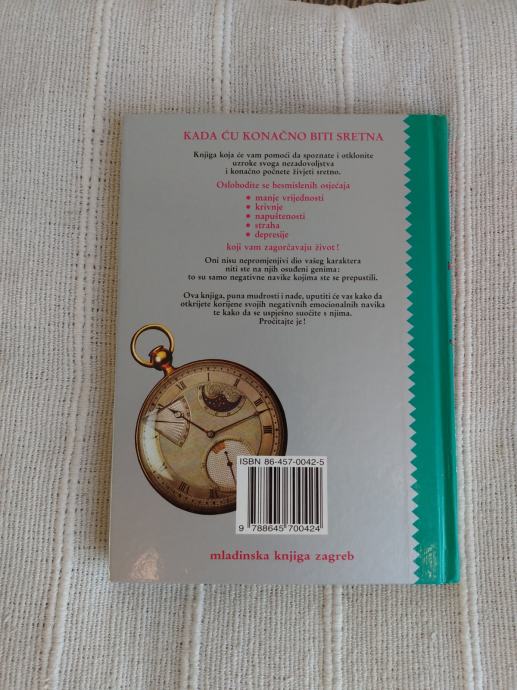 KADA ĆU KONAČNO BITI SRETNA
Knjiga koja će vam pomoći da spoznate i otklonite
uzroke svoga nezadovoljstva
i konačno počnete živjeti sretno.
Oslobodite se besmislenih osjećaja
• manje vrijednosti
• krivnje
• napuštenosti
• straha
• depresije
koji vam zagorčavaju život!
Oni nisu nepromjenjivi dio vašeg karaktera
niti ste na njih osuđeni genima:
to su samo negativne navike kojima ste se prepustili.
Ova knjiga, puna mudrosti i nade, uputiti će vas kako da
otkrijete korijene svojih negativnih emocionalnih navika
te kako da se uspješno suočite s njima.
Pročitajte je!
ISBN 86-457-0042-5
9 788645 700424
mladinska knjiga zagreb